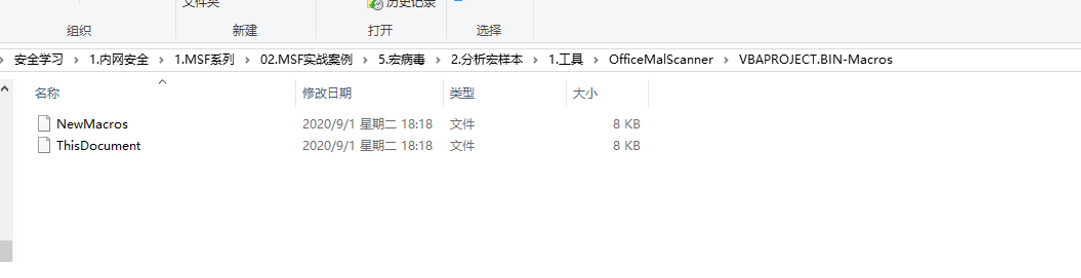 文件夹
历史记录
组织
新建
打开
选择
安全学习 > 1.内网安全 > 1.MSF系列 > 02.MSF实战案例 > 5.宏病毒 > 2.分析宏样本 > 1.工具 > OfficeMalScanner > VBAPROJECT.BIN-Macros
名称 修改日期 类型 大小
NewMacros 2020/9/1 星期二 18:18 文件 8 KB
ThisDocument 2020/9/1 星期二 18:18 文件 8 KB